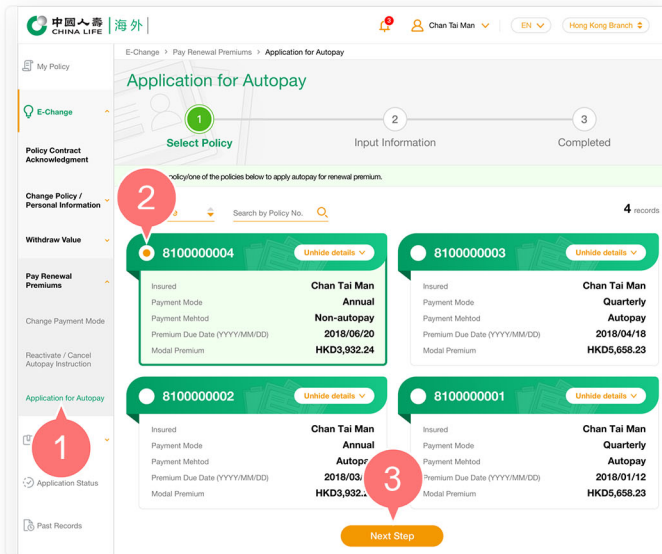 中國人壽 海外
CHINA LIFE
3
Chan Tai Man
EN
Hong Kong Branch
E-Change > Pay Renewal Premiums > Application for Autopay
My Policy
E-Change
Policy Contract
Acknowledgment
Change Policy /
Personal Information
Withdraw Value
Pay Renewal
Premiums
Change Payment Mode
Reactivate / Cancel
Autopay Instruction
Application for Autopay
1
Application Status
Past Records
Application for Autopay
1 2 3
Select Policy Input Information Completed
policy/one of the policies below to apply autopay for renewal premium.
2
Search by Policy No.
4 records
8100000004 Unhide details
Insured Chan Tai Man
Payment Mode Annual
Payment Mehtod Non-autopay
Premium Due Date (YYYY/MM/DD) 2018/06/20
Modal Premium HKD3,932.24
8100000003 Unhide details
Insured Chan Tai Man
Payment Mode Quarterly
Payment Mehtod Autopay
Premium Due Date (YYYY/MM/DD) 2018/04/18
Modal Premium HKD5,658.23
8100000002 Unhide details
Insured Chan Tai Man
Payment Mode Annual
Payment Mehtod Autopa
Premium Due Date (YYYY/MM/DD) 2018/03/
Modal Premium HKD3,932.
8100000001 Unhide details
Insured Chan Tai Man
Payment Mode Quarterly
Payment Mehtod Autopay
Premium Due Date (YYYY/MM/DD) 2018/01/12
Modal Premium HKD5,658.23
3
Next Step